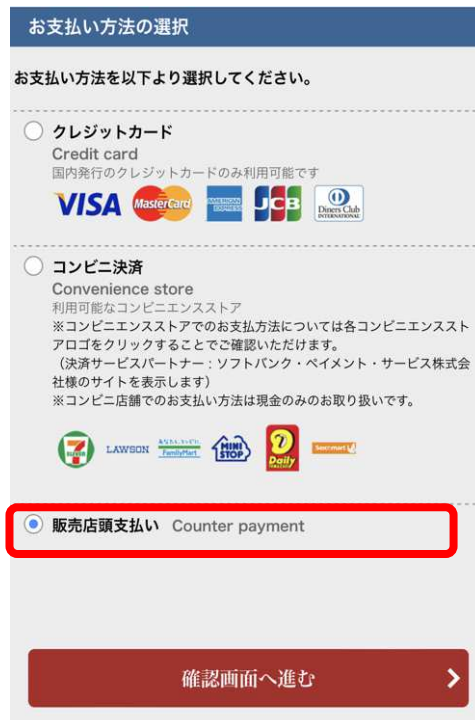 お支払い方法の選択
お支払い方法を以下より選択してください。
クレジットカード
Credit card
国内発行のクレジットカードのみ利用可能です
VISA MasterCard AMERICAN EXPRESS JCB Diners Club INTERNATIONAL
コンビニ決済
Convenience store
利用可能なコンビニエンスストア
※コンビニエンスストアでのお支払方法については各コンビニエンススト
アロゴをクリックすることでご確認いただけます。
（決済サービスパートナー：ソフトバンク・ペイメント・サービス株式会
社様のサイトを表示します）
※コンビニ店舗でのお支払い方法は現金のみのお取り扱いです。
ELEVEN LAWSON FamilyMart MINI STOP Daily Seicomart
販売店頭支払い Counter payment
確認画面へ進む